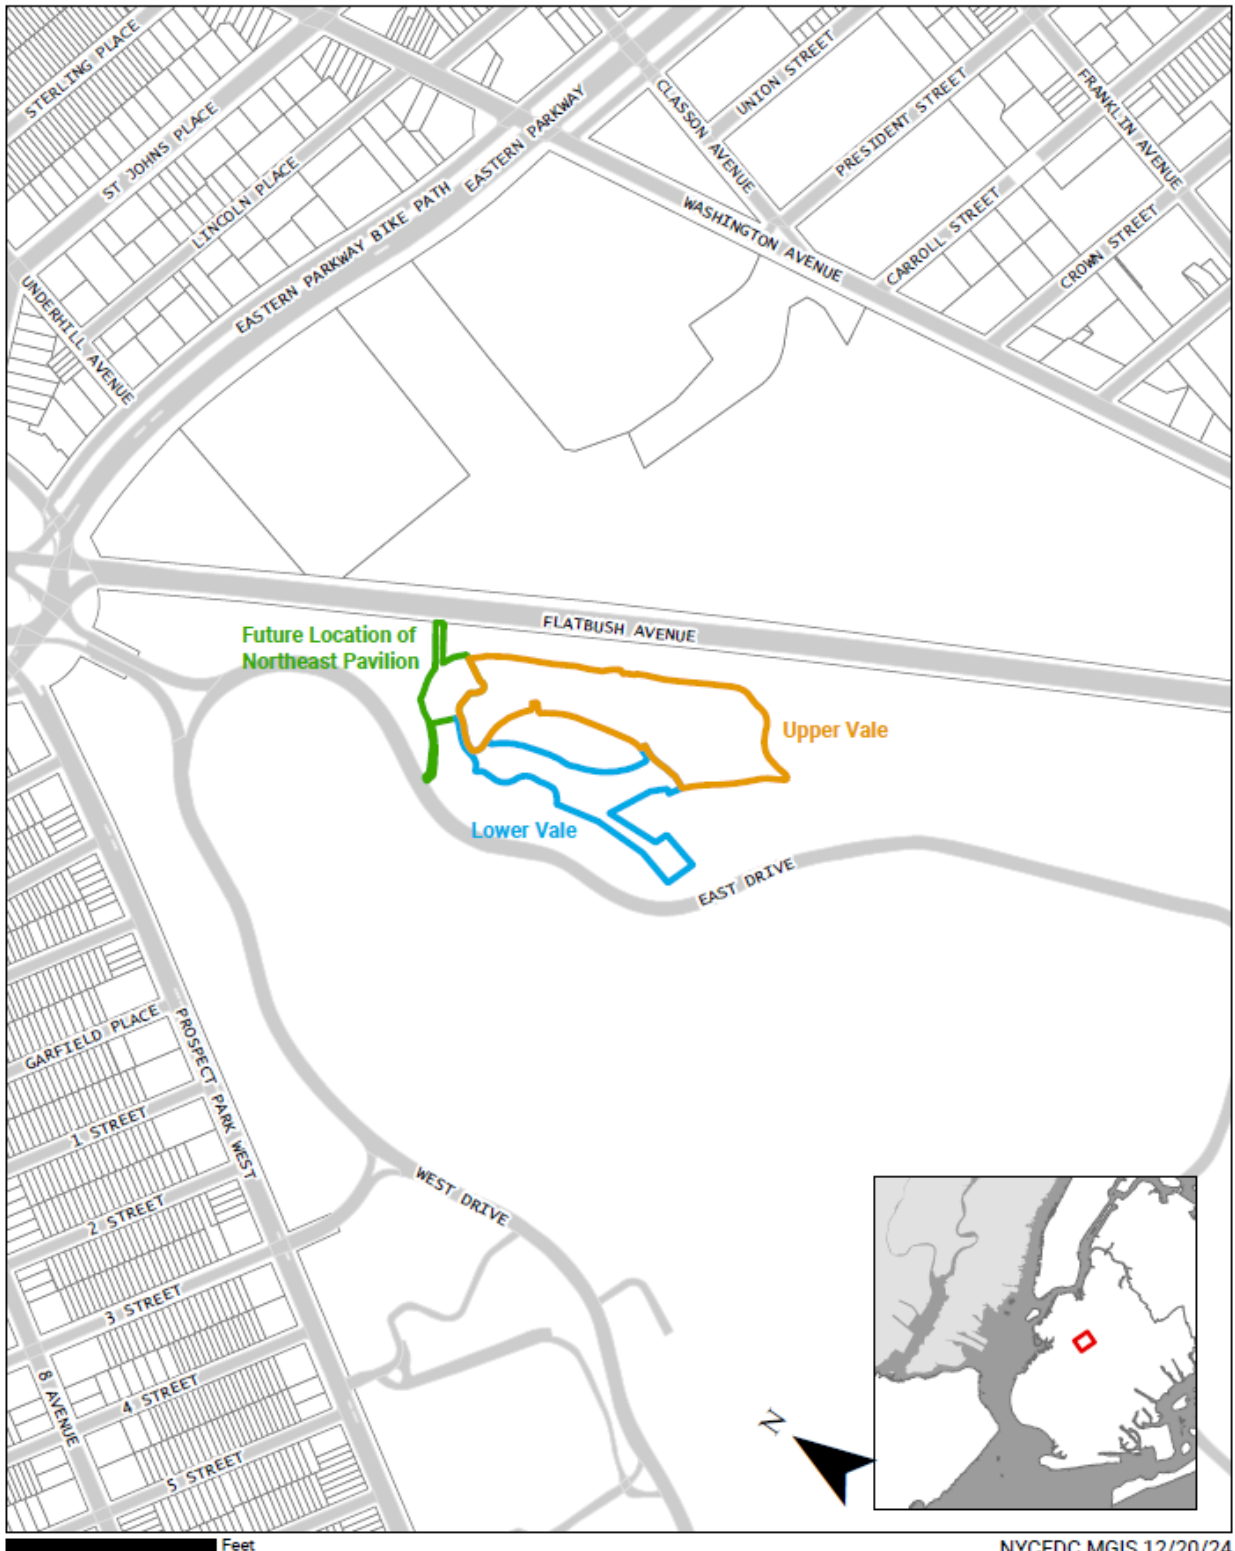 STERLING PLACE
ST JOHNS PLACE
LINCOLN PLACE
UNDERHILL AVENUE
EASTERN PARKWAY BIKE PATH
EASTERN PARKWAY
CLASSON AVENUE
UNION STREET
PRESIDENT STREET
FRANKLIN AVENUE
WASHINGTON AVENUE
CARROLL STREET
CROWN STREET
FLATBUSH AVENUE
Future Location of
Northeast Pavilion
Upper Vale
Lower Vale
EAST DRIVE
GARFIELD PLACE
PROSPECT PARK WEST
1 STREET
2 STREET
3 STREET
4 STREET
5 STREET
8 AVENUE
WEST DRIVE
N
Feet
NYCEDC MGIS 12/20/24